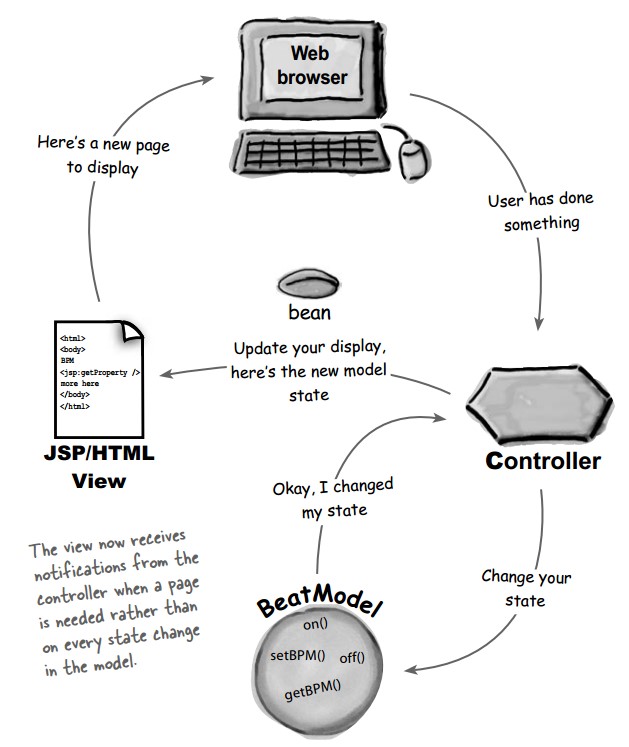 Web
browser
Here's a new page
to display
User has done
something
bean
Update your display,
here's the new model
state
<html>
<body>
BPM
<jsp:getProperty />
more here
</body>
</html>
JSP/HTML
View
Controller
Okay, I changed
my state
The view now receives
notifications from the
controller when a page
is needed rather than
on every state change
in the model.
Change your
state
BeatModel
on()
setBPM() off()
getBPM()